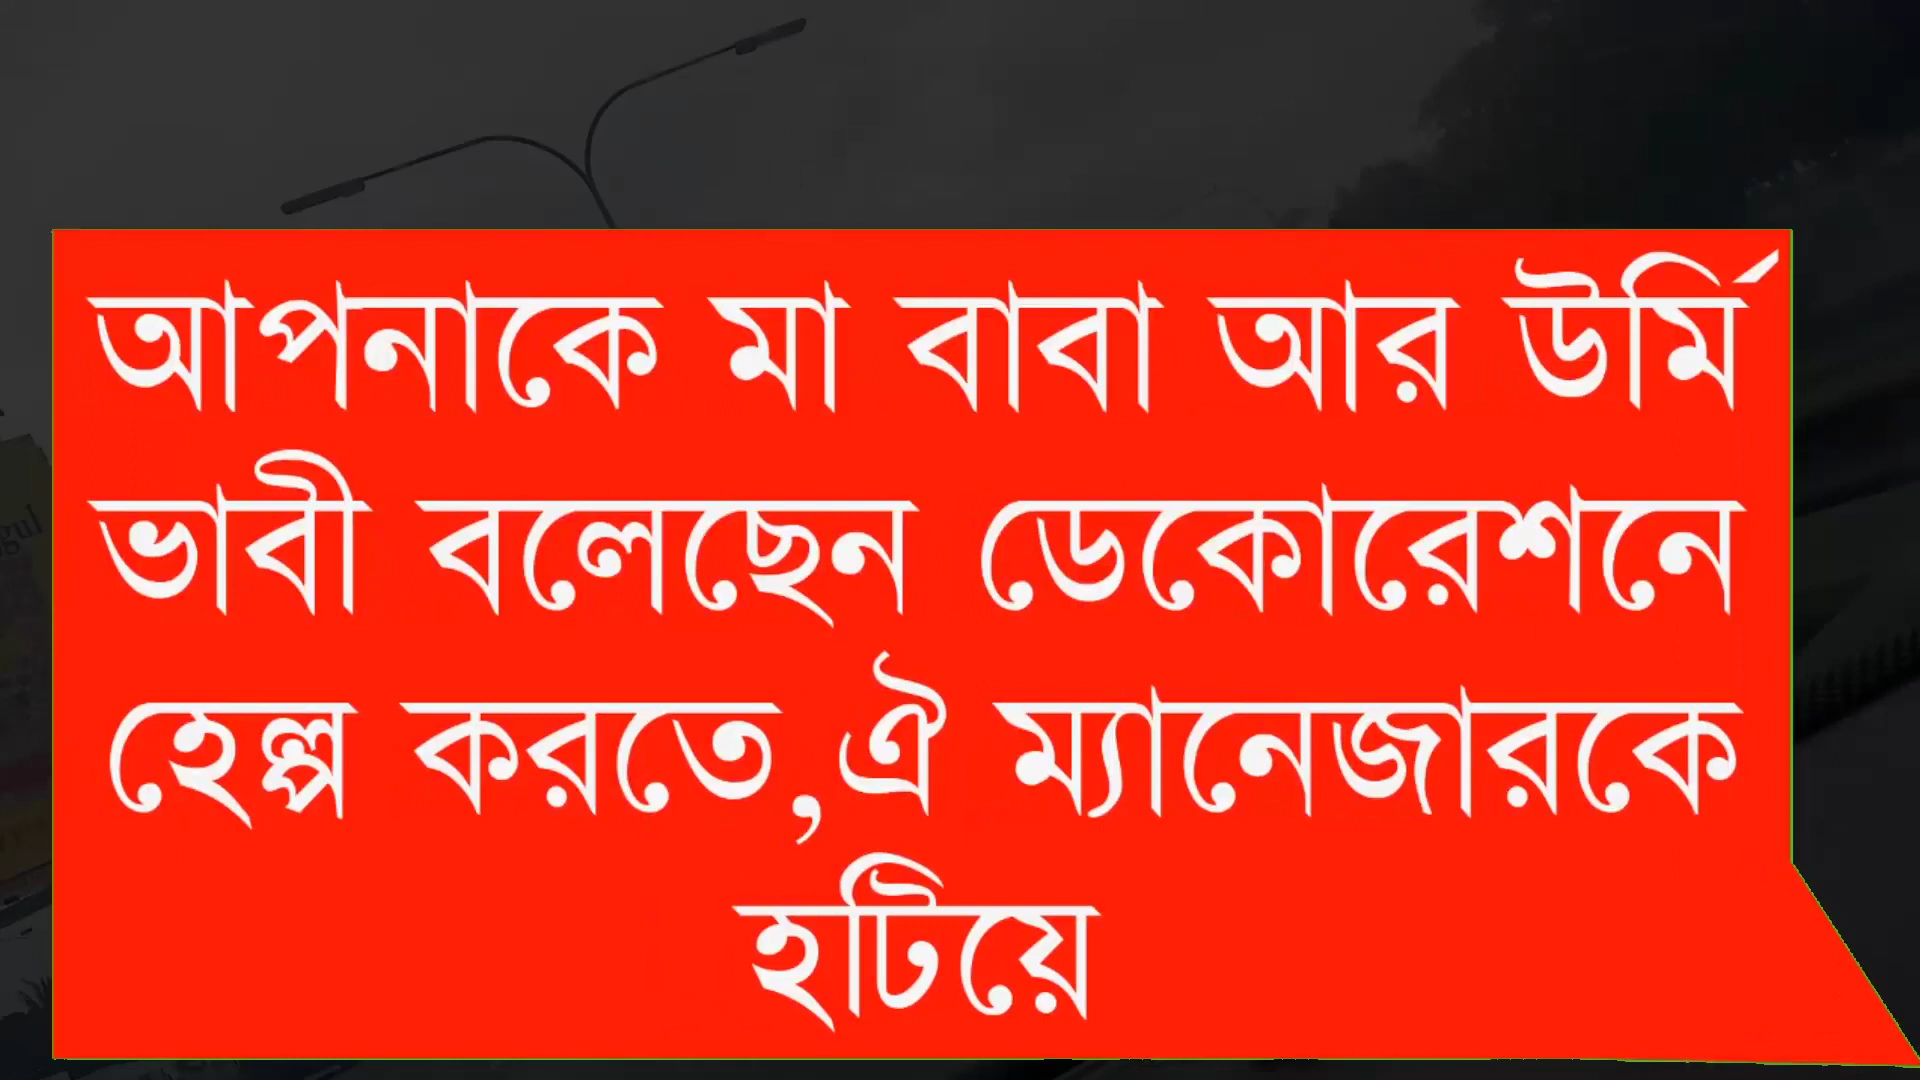 আপনাকে মা বাবা আর উর্মি
ভাবী বলেছেন ডেকোরেশনে
হেল্প করতে,ঐ ম্যানেজারকে
হটিয়ে